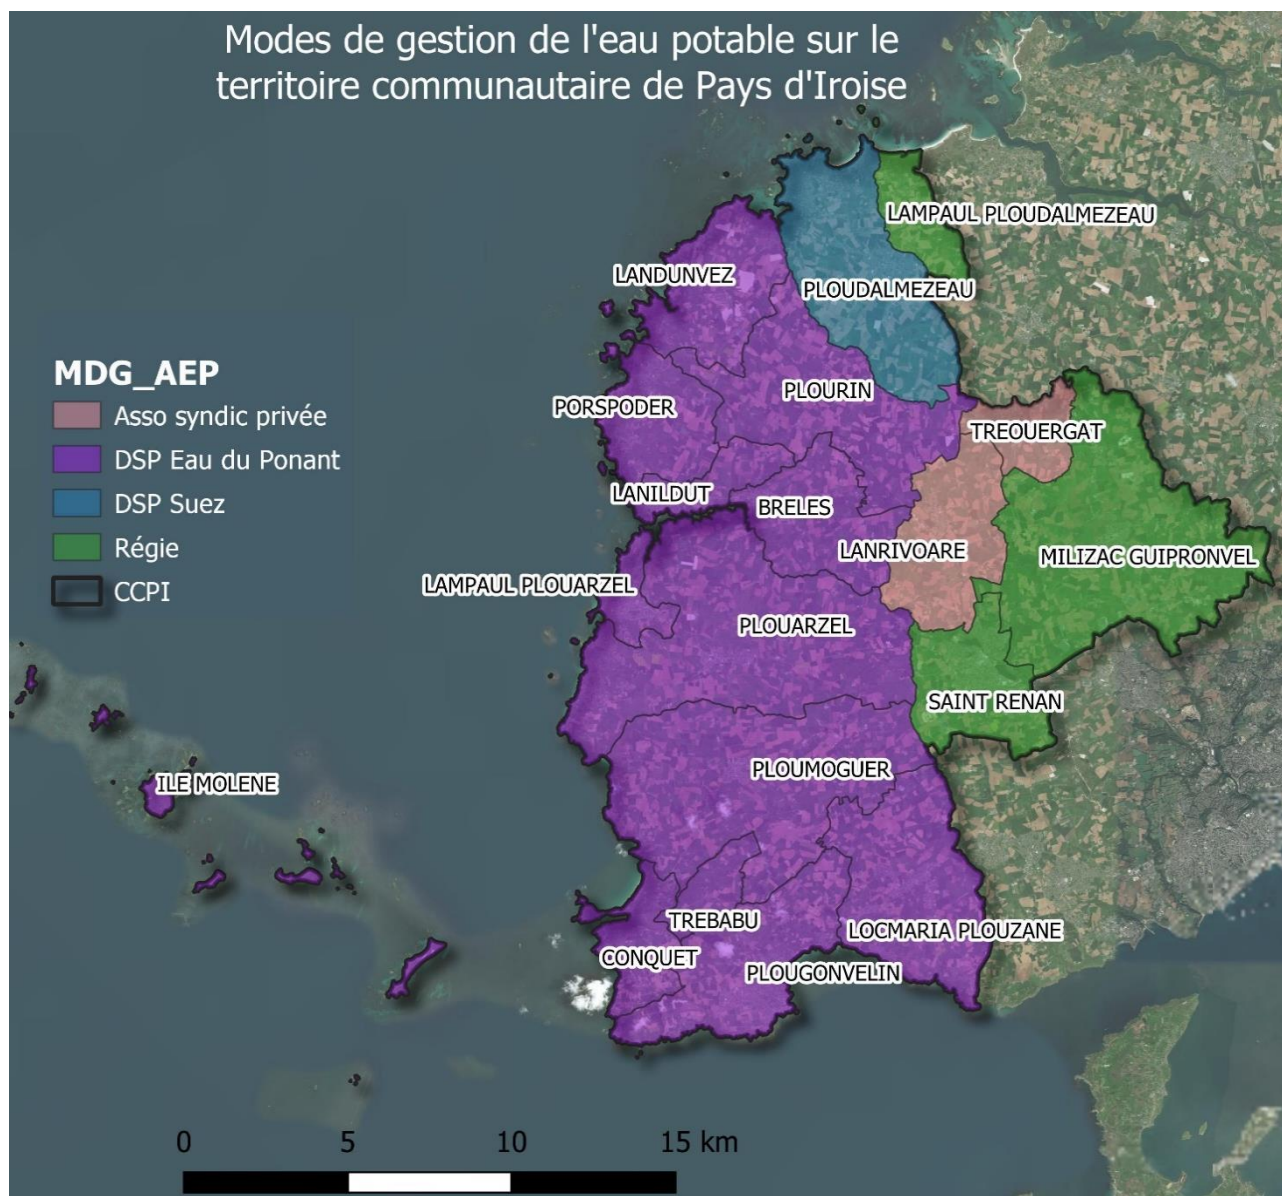 Modes de gestion de l'eau potable sur le
territoire communautaire de Pays d'Iroise
LAMPAUL PLOUDALMEZEAU
LANDUNVEZ
PLOUDALMEZEAU
MDG_AEP
Asso syndic privée
DSP Eau du Ponant
DSP Suez
Régie
CCPI
PLOURIN
PORSPODER
TREOUERGAT
LANILDUT
BRELES
LANRIVOARE
MILIZAC GUIPRONVEL
LAMPAUL PLOUARZEL
PLOUARZEL
SAINT RENAN
PLOUMOGUER
ILE MOLENE
TREBABU
LOCMARIA PLOUZANE
CONQUET
PLOUGONVELIN
0 5 10 15 km